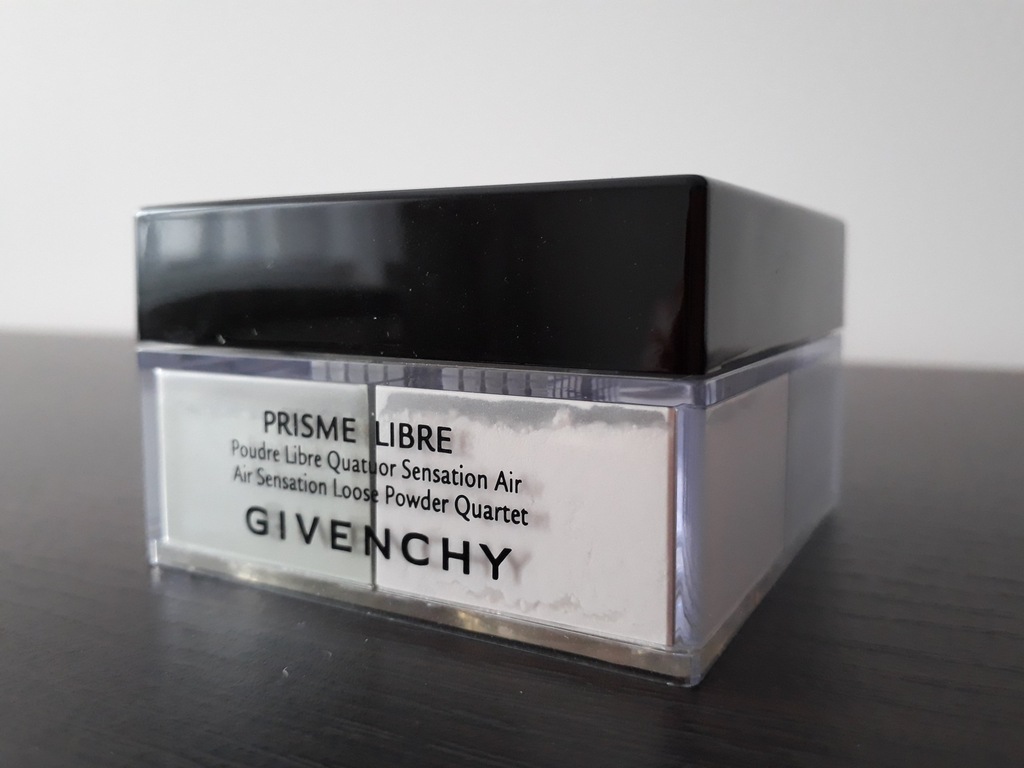 PRISME LIBRE
Poudre Libre Quatuor Sensation Air
Air Sensation Loose Powder Quartet
GIVENCHY